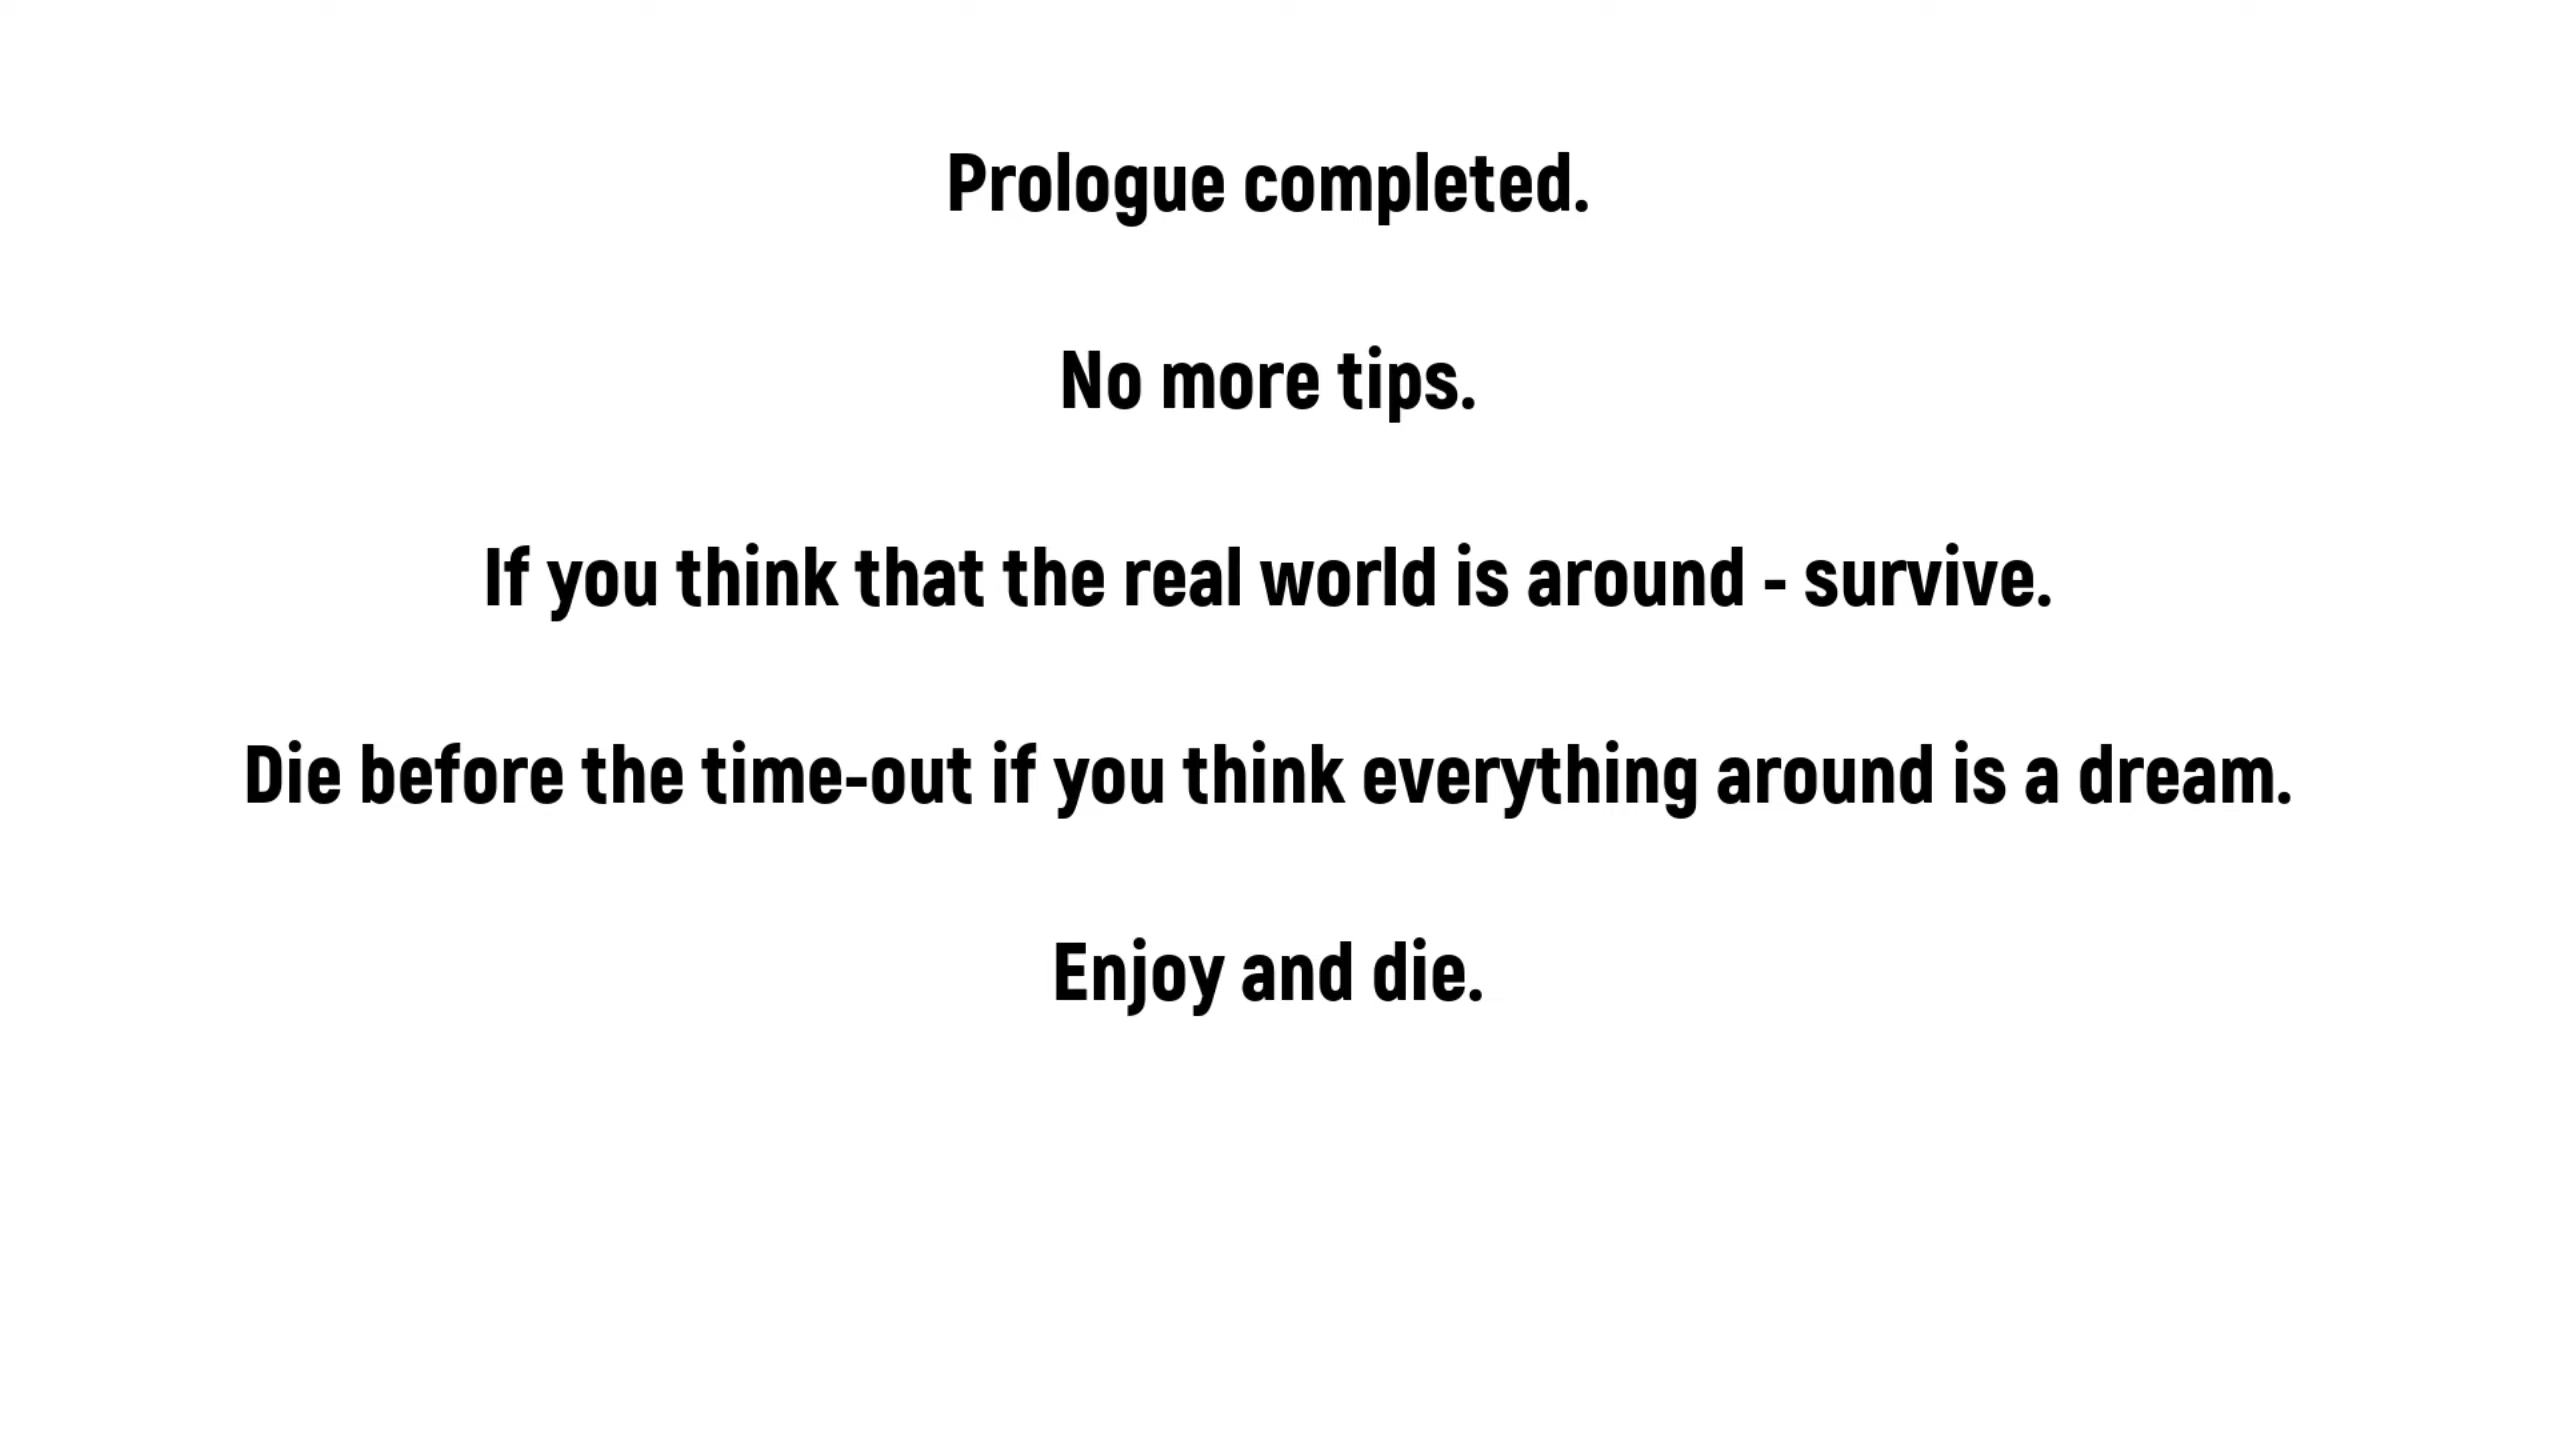 Prologue completed.
No more tips.
If you think that the real world is around - survive.
Die before the time-out if you think everything around is a dream.
Enjoy and die.